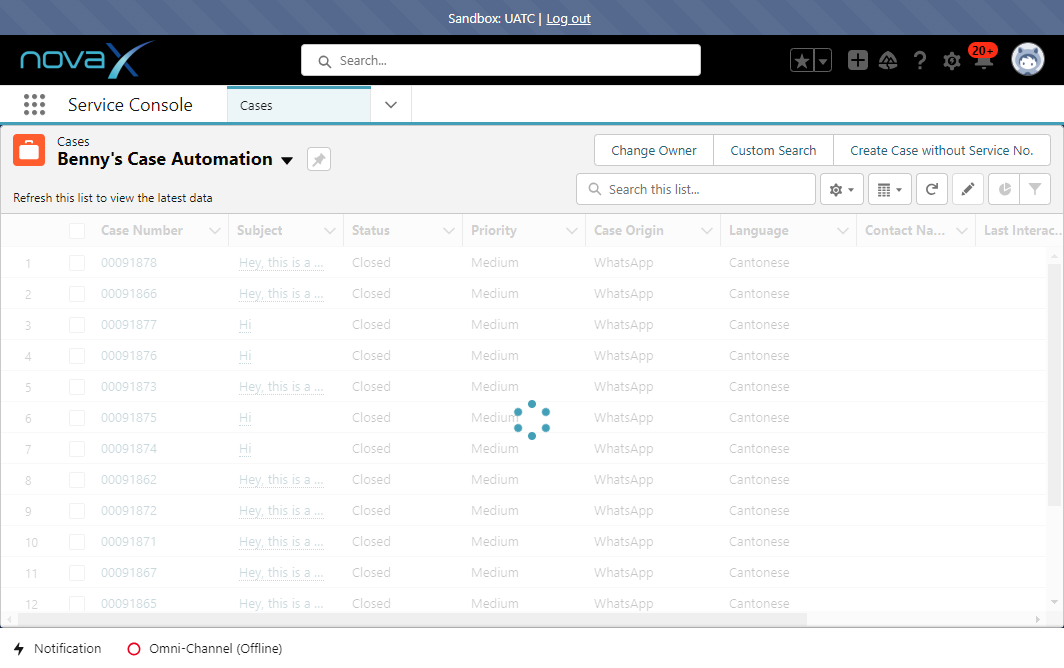 Sandbox: UATC | Log out
novaX
Search...
20+
Service Console
Cases
Cases
Benny's Case Automation
Change Owner
Custom Search
Create Case without Service No.
Refresh this list to view the latest data
Search this list...
Case Number Subject Status Priority Case Origin Language Contact Na... Last Interac...
1 00091878 Hey, this is a ... Closed Medium WhatsApp Cantonese
2 00091866 Hey, this is a ... Closed Medium WhatsApp Cantonese
3 00091877 Hi Closed Medium WhatsApp Cantonese
4 00091876 Hi Closed Medium WhatsApp Cantonese
5 00091873 Hey, this is a ... Closed Medium WhatsApp Cantonese
6 00091875 Hi Closed Medium WhatsApp Cantonese
7 00091874 Hi Closed Medium WhatsApp Cantonese
8 00091862 Hey, this is a ... Closed Medium WhatsApp Cantonese
9 00091872 Hey, this is a ... Closed Medium WhatsApp Cantonese
10 00091871 Hey, this is a ... Closed Medium WhatsApp Cantonese
11 00091867 Hey, this is a ... Closed Medium WhatsApp Cantonese
12 00091865 Hey, this is a ... Closed Medium WhatsApp Cantonese
Notification
Omni-Channel (Offline)